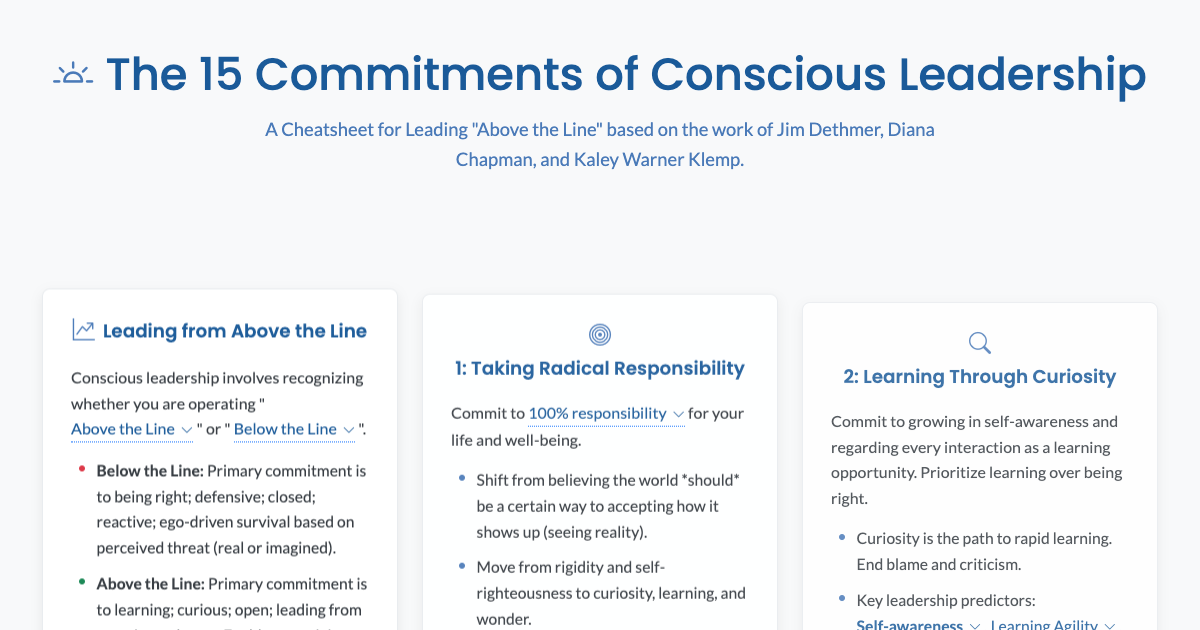 The 15 Commitments of Conscious Leadership
A Cheatsheet for Leading "Above the Line" based on the work of Jim Dethmer, Diana
Chapman, and Kaley Warner Klemp.
Leading from Above the Line
Conscious leadership involves recognizing
whether you are operating "
Above the Line " or " Below the Line ".
Below the Line: Primary commitment is
to being right; defensive; closed;
reactive; ego-driven survival based on
perceived threat (real or imagined).
Above the Line: Primary commitment is
to learning; curious; open; leading from
1: Taking Radical Responsibility
Commit to 100% responsibility for your
life and well-being.
Shift from believing the world *should*
be a certain way to accepting how it
shows up (seeing reality).
Move from rigidity and self-
righteousness to curiosity, learning, and
wonder.
2: Learning Through Curiosity
Commit to growing in self-awareness and
regarding every interaction as a learning
opportunity. Prioritize learning over being
right.
Curiosity is the path to rapid learning.
End blame and criticism.
Key leadership predictors:
Self-awareness , Learning Agility